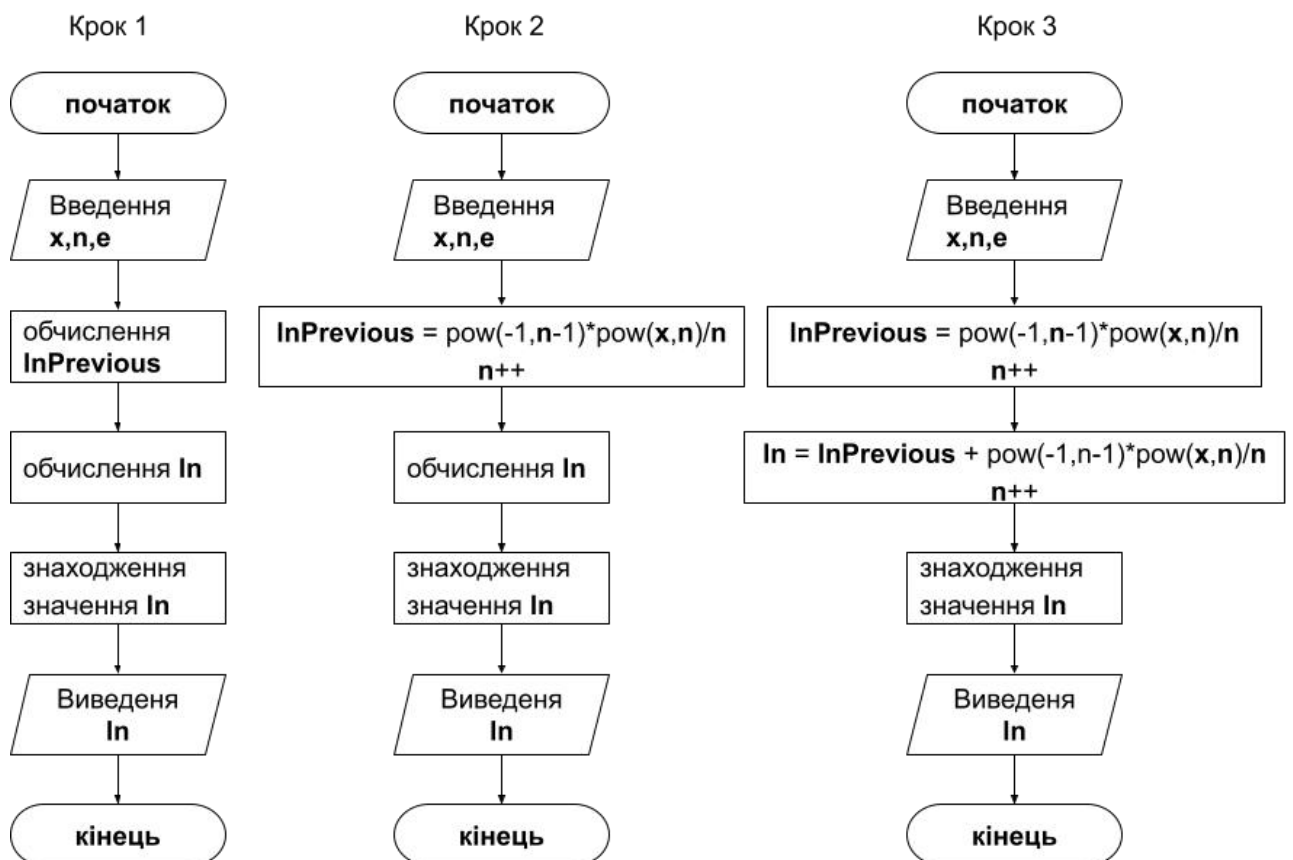 Крок 1
початок
Введення
x,n,e
обчислення
lnPrevious
обчислення ln
знаходження
значення ln
Виведеня
ln
кінець
Крок 2
початок
Введення
x,n,e
lnPrevious = pow(-1,n-1)*pow(x,n)/n
n++
обчислення ln
знаходження
значення ln
Виведеня
ln
кінець
Крок 3
початок
Введення
x,n,e
lnPrevious = pow(-1,n-1)*pow(x,n)/n
n++
ln = lnPrevious + pow(-1,n-1)*pow(x,n)/n
n++
знаходження
значення ln
Виведеня
ln
кінець